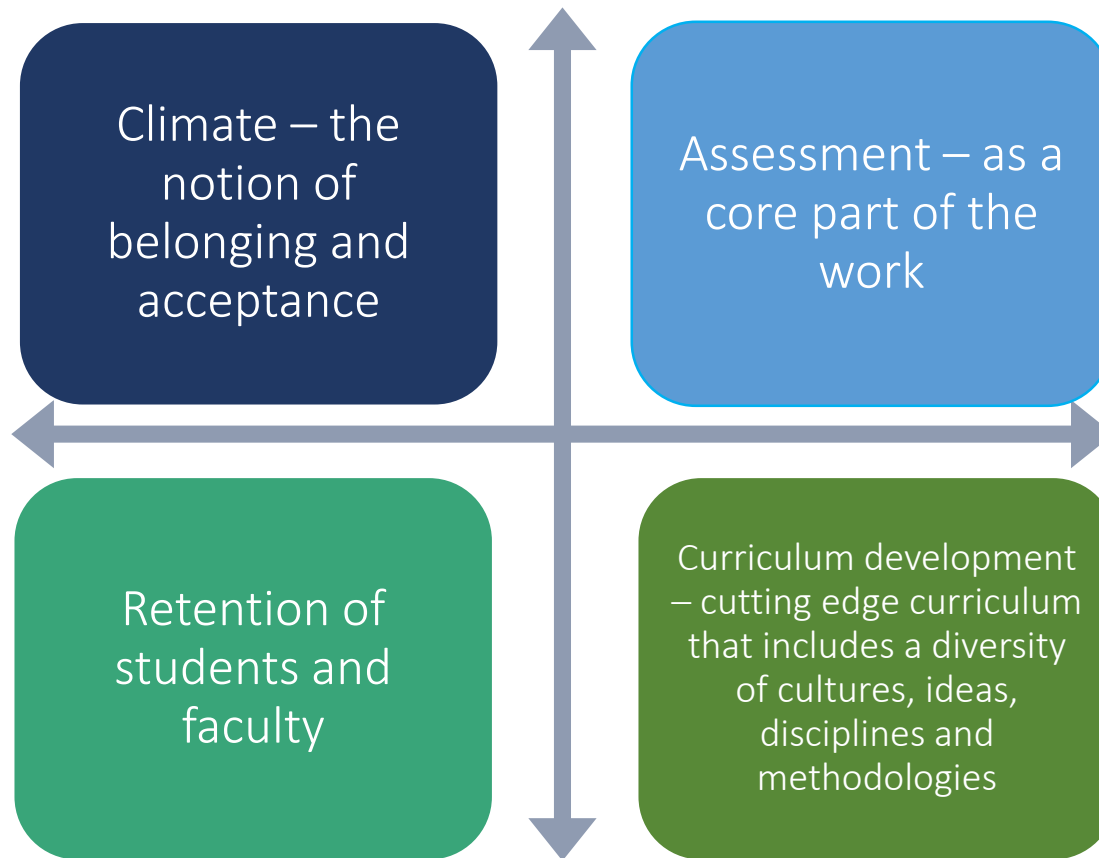 Climate – the
notion of
belonging and
acceptance
Assessment – as a
core part of the
work
Retention of
students and
faculty
Curriculum development
– cutting edge curriculum
that includes a diversity
of cultures, ideas,
disciplines and
methodologies